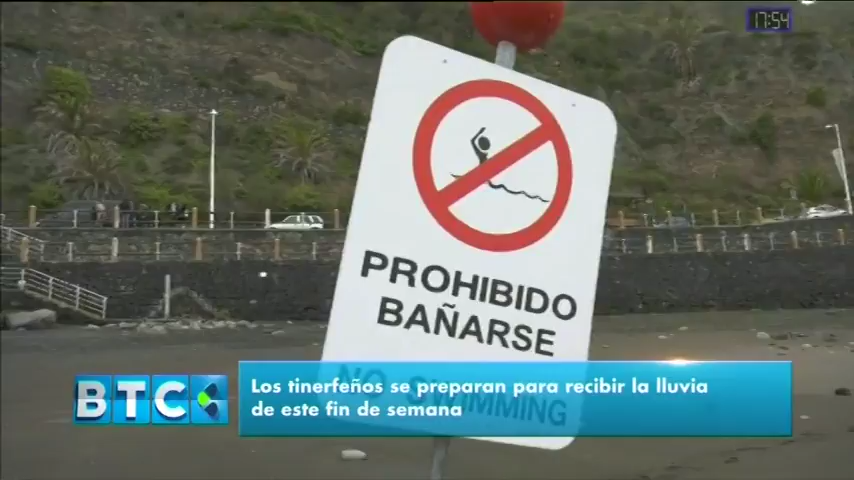 17:54
PROHIBIDO
BAÑARSE
NO SWIMMING
BTC
Los tinerfeños se preparan para recibir la lluvia
de este fin de semana